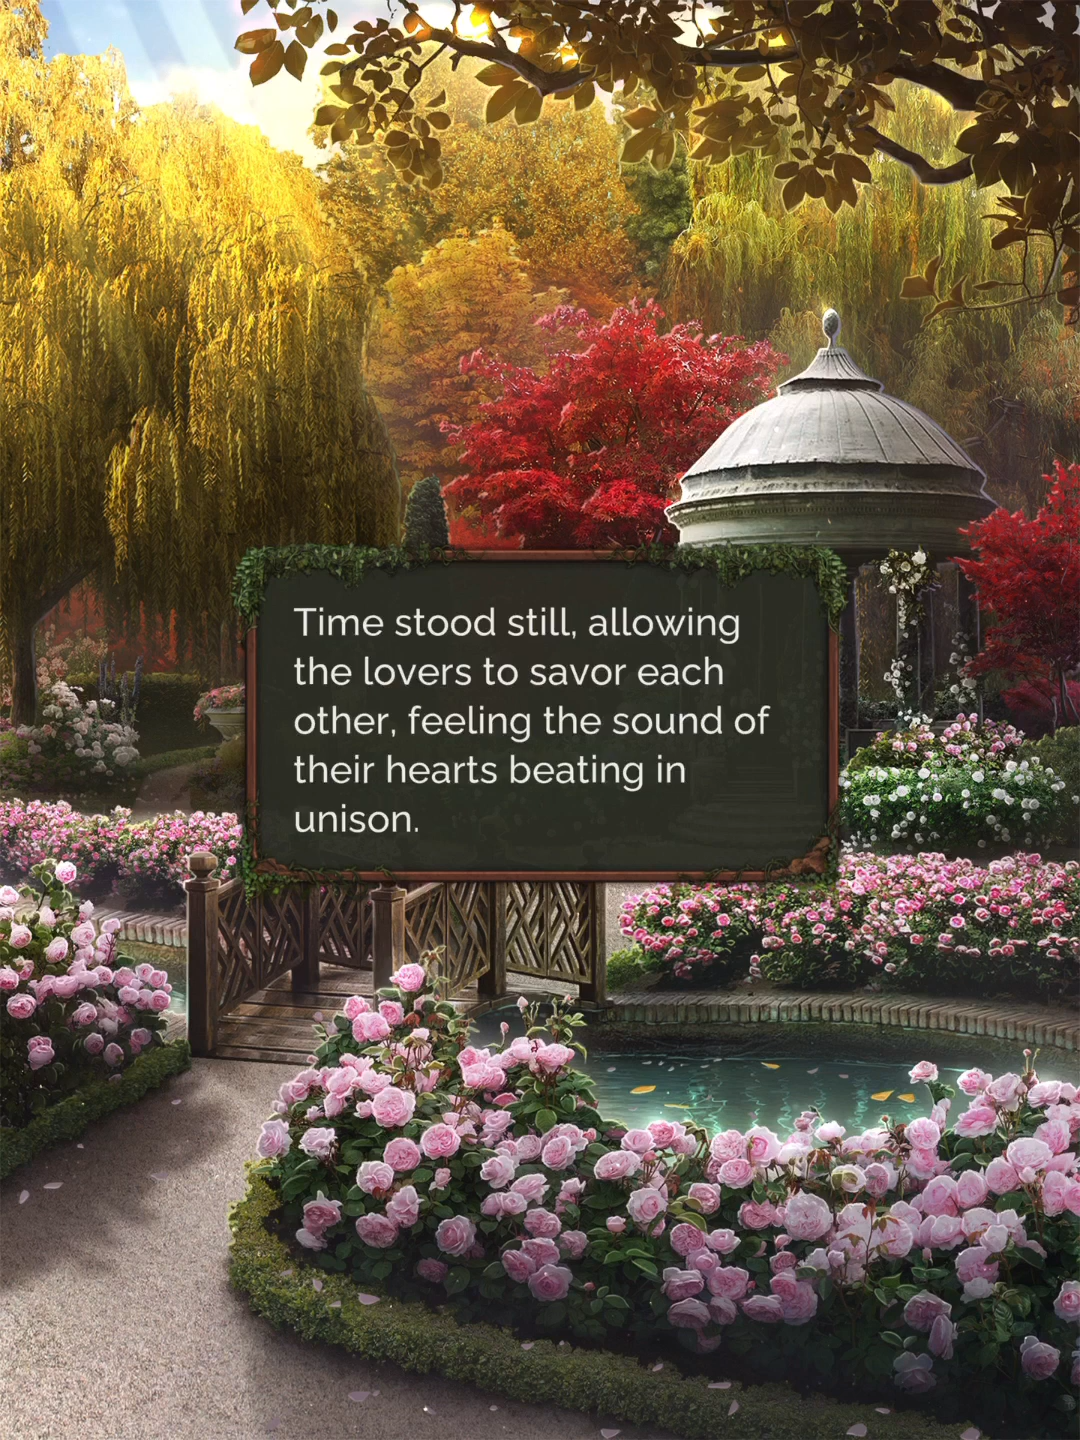 Time stood still, allowing
the lovers to savor each
other, feeling the sound of
their hearts beating in
unison.